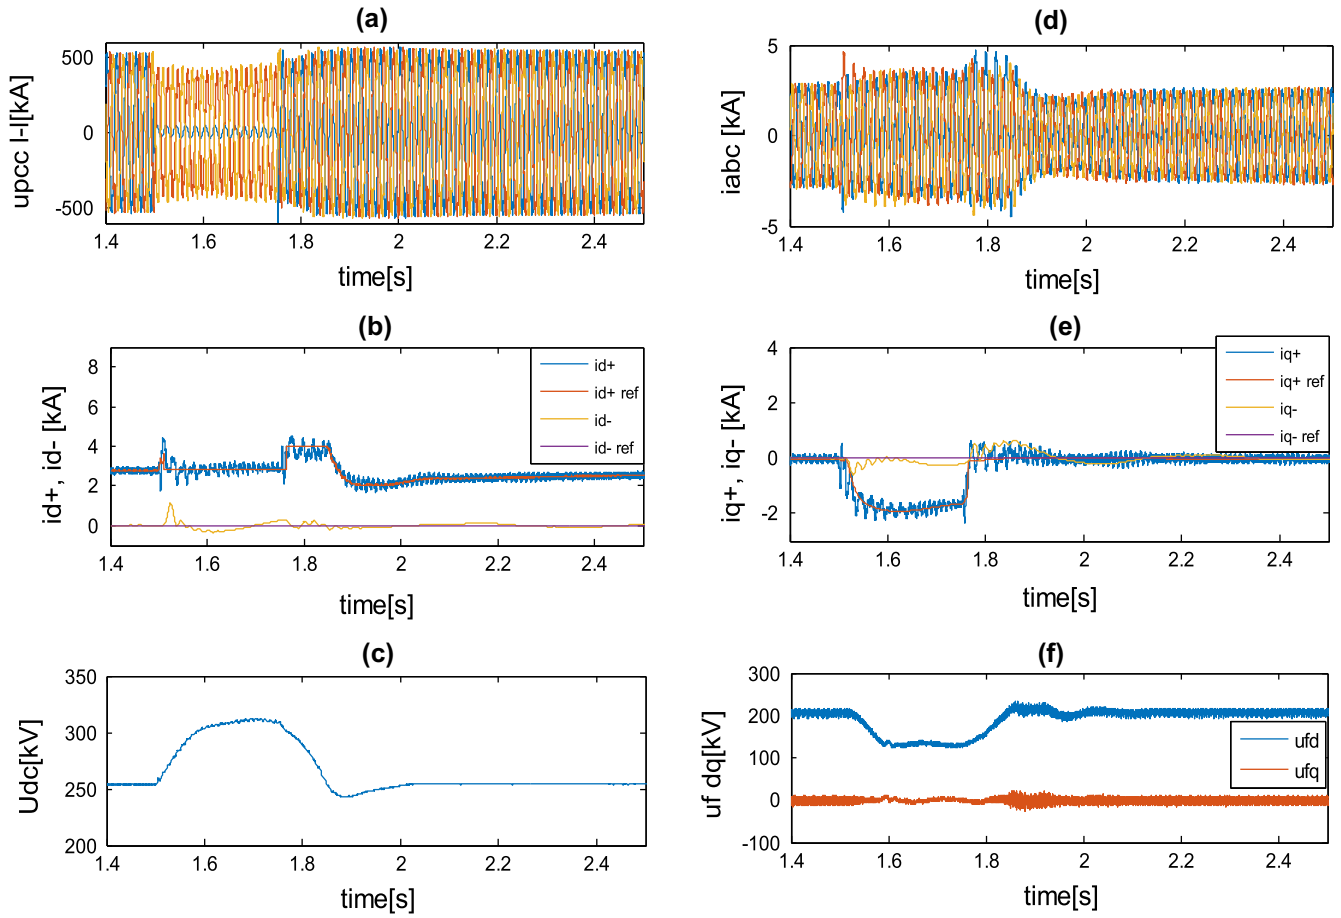 (a)
upcc l-l[kA]
500
0
-500
1.4
1.6
1.8
2
2.2
2.4
time[s]
(d)
iabc [kA]
5
0
-5
1.4
1.6
1.8
2
2.2
2.4
time[s]
(b)
id+, id- [kA]
8
6
4
2
0
id+
id+ ref
id-
id- ref
1.4
1.6
1.8
2
2.2
2.4
time[s]
(e)
iq+, iq- [kA]
4
2
0
-2
iq+
iq+ ref
iq-
iq- ref
1.4
1.6
1.8
2
2.2
2.4
time[s]
(c)
Udc[kV]
350
300
250
200
1.4
1.6
1.8
2
2.2
2.4
time[s]
(f)
uf dq[kV]
300
200
100
0
-100
ufd
ufq
1.4
1.6
1.8
2
2.2
2.4
time[s]